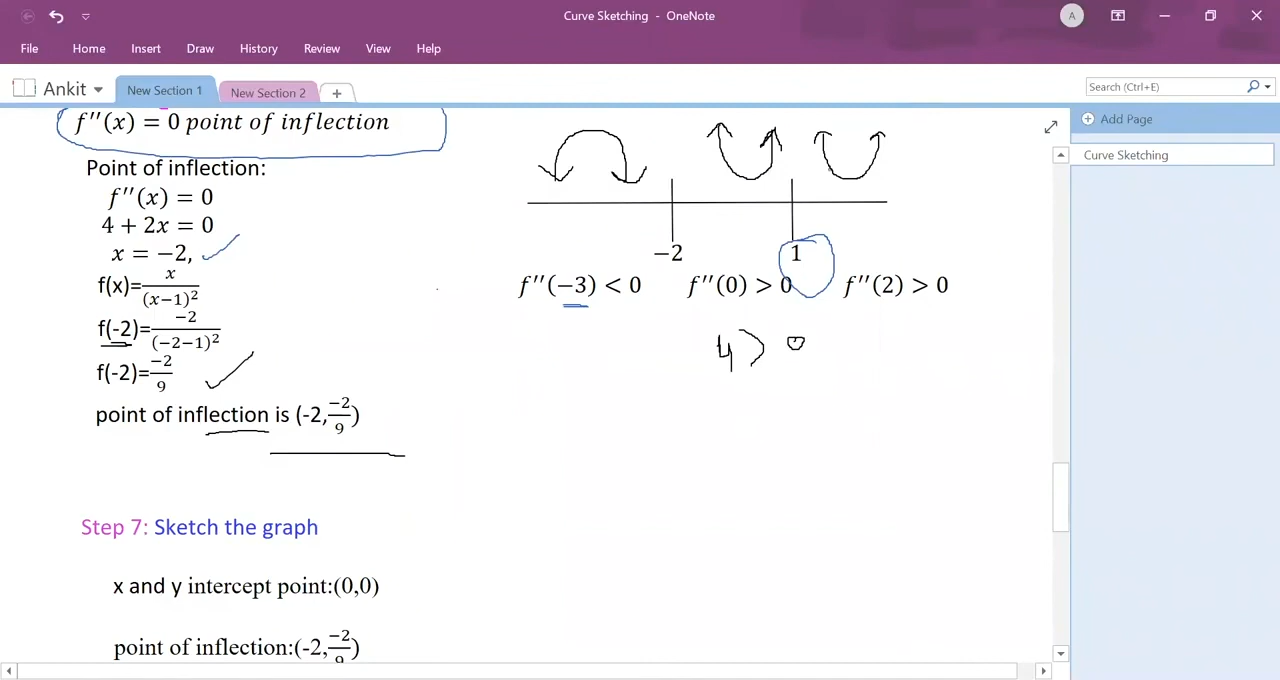 Curve Sketching - OneNote
A
File Home Insert Draw History Review View Help
Ankit New Section 1 New Section 2 +
Search (Ctrl+E)
Add Page
Curve Sketching
f''(x) = 0 point of inflection
Point of inflection:
f''(x) = 0
4 + 2x = 0
x = −2,
f(x)=x/(x−1)²
f(-2)=−2/(−2−1)²
f(-2)=−2/9
point of inflection is (-2,−2/9)
−2 1
f''(−3) < 0 f''(0) > 0 f''(2) > 0
4 > 0
Step 7: Sketch the graph
x and y intercept point:(0,0)
point of inflection:(-2,−2/9)